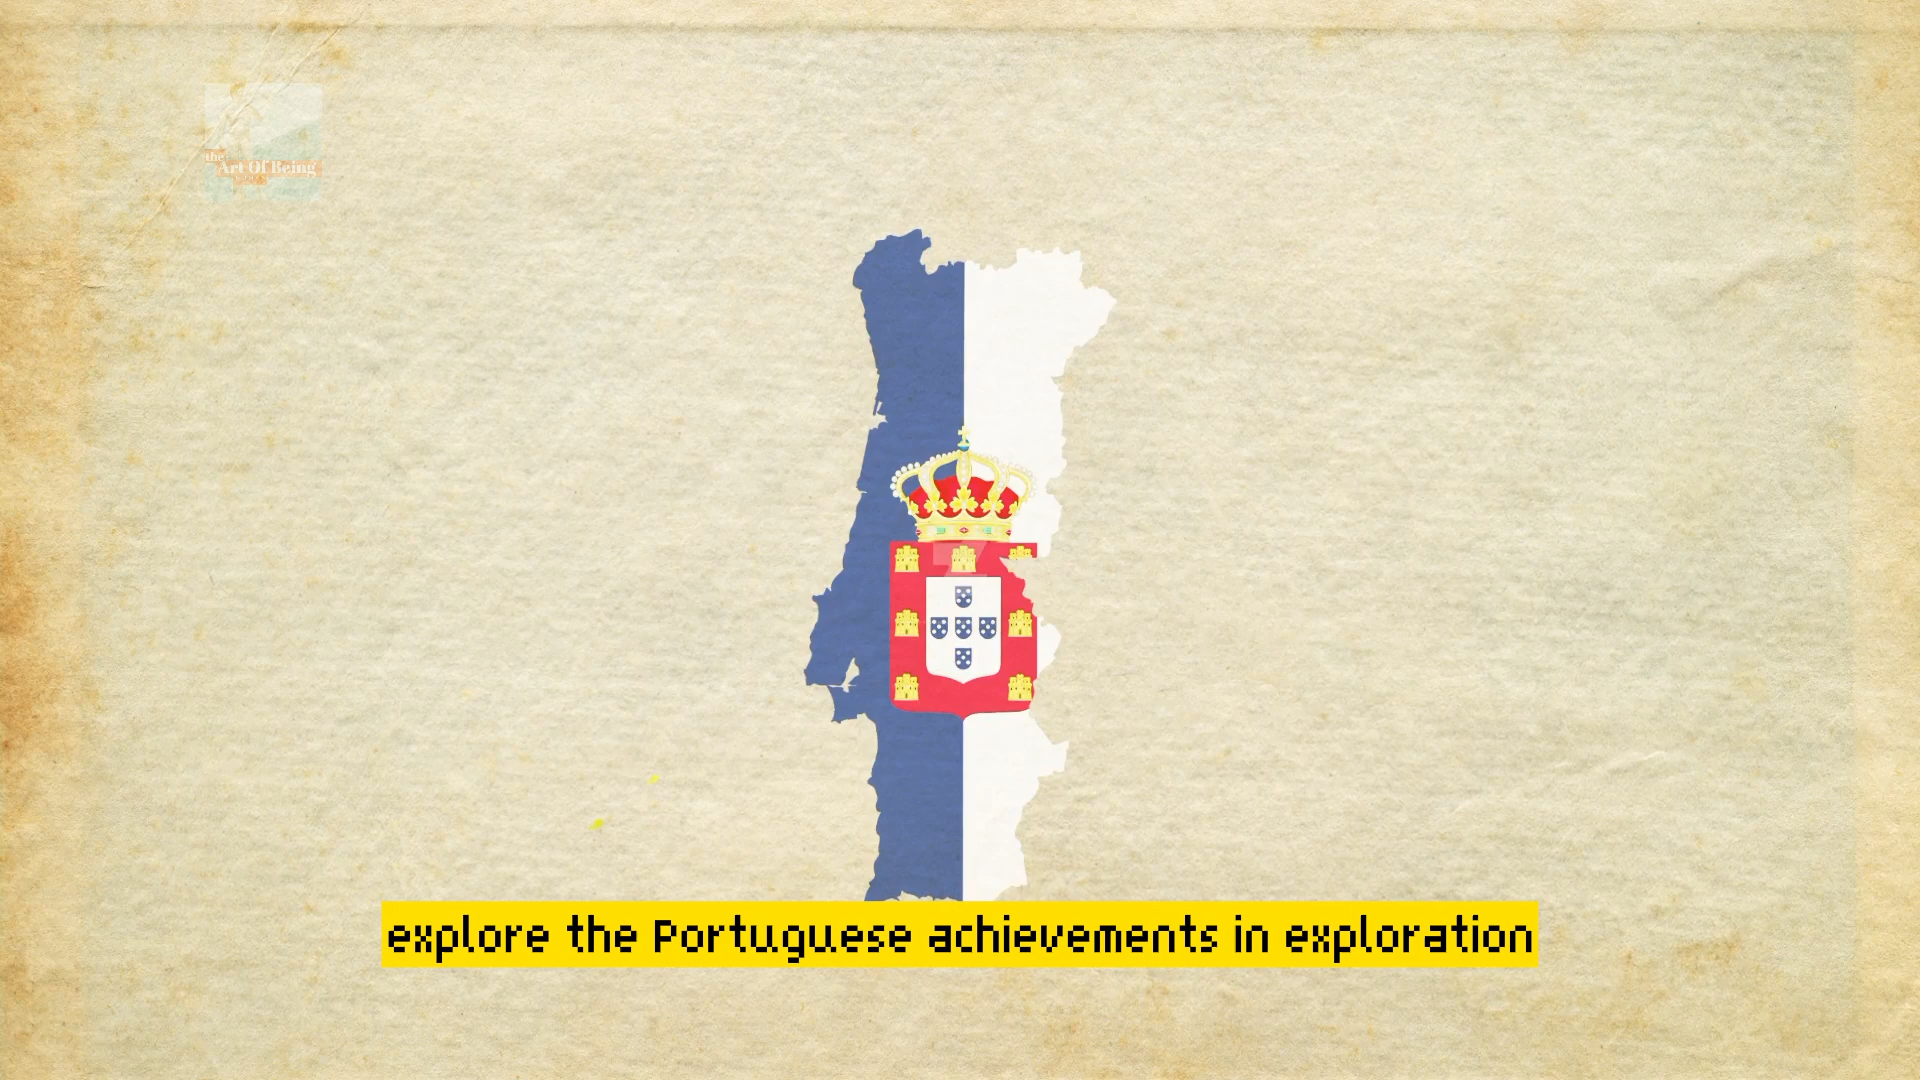 the
Art Of Being
explore the Portuguese achievements in exploration